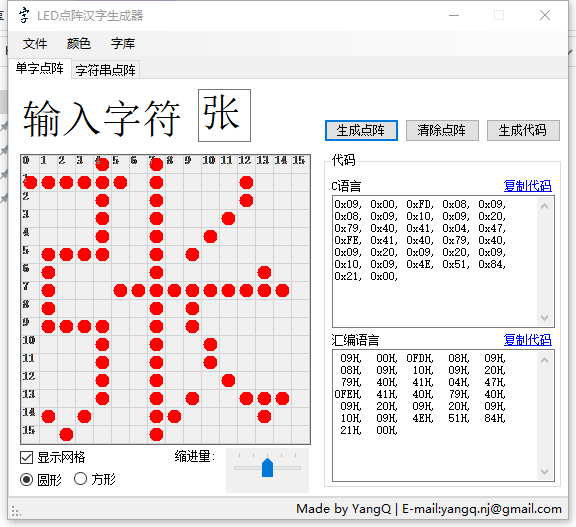 LED点阵汉字生成器
文件 颜色 字库
单字点阵 字符串点阵
输入字符 张
生成点阵 清除点阵 生成代码
0 1 2 3 4 5 6 7 8 9 10 11 12 13 14 15
1
2
3
4
5
6
7
8
9
10
11
12
13
14
15
代码
C语言 复制代码
0x09, 0x00, 0xFD, 0x08, 0x09,
0x08, 0x09, 0x10, 0x09, 0x20,
0x79, 0x40, 0x41, 0x04, 0x47,
0xFE, 0x41, 0x40, 0x79, 0x40,
0x09, 0x20, 0x09, 0x20, 0x09,
0x10, 0x09, 0x4E, 0x51, 0x84,
0x21, 0x00,
汇编语言 复制代码
09H, 00H, 0FDH, 08H, 09H,
08H, 09H, 10H, 09H, 20H,
79H, 40H, 41H, 04H, 47H,
0FEH, 41H, 40H, 79H, 40H,
09H, 20H, 09H, 20H, 09H,
10H, 09H, 4EH, 51H, 84H,
21H, 00H,
显示网格 缩进量:
圆形 方形
Made by YangQ | E-mail:yangq.nj@gmail.com